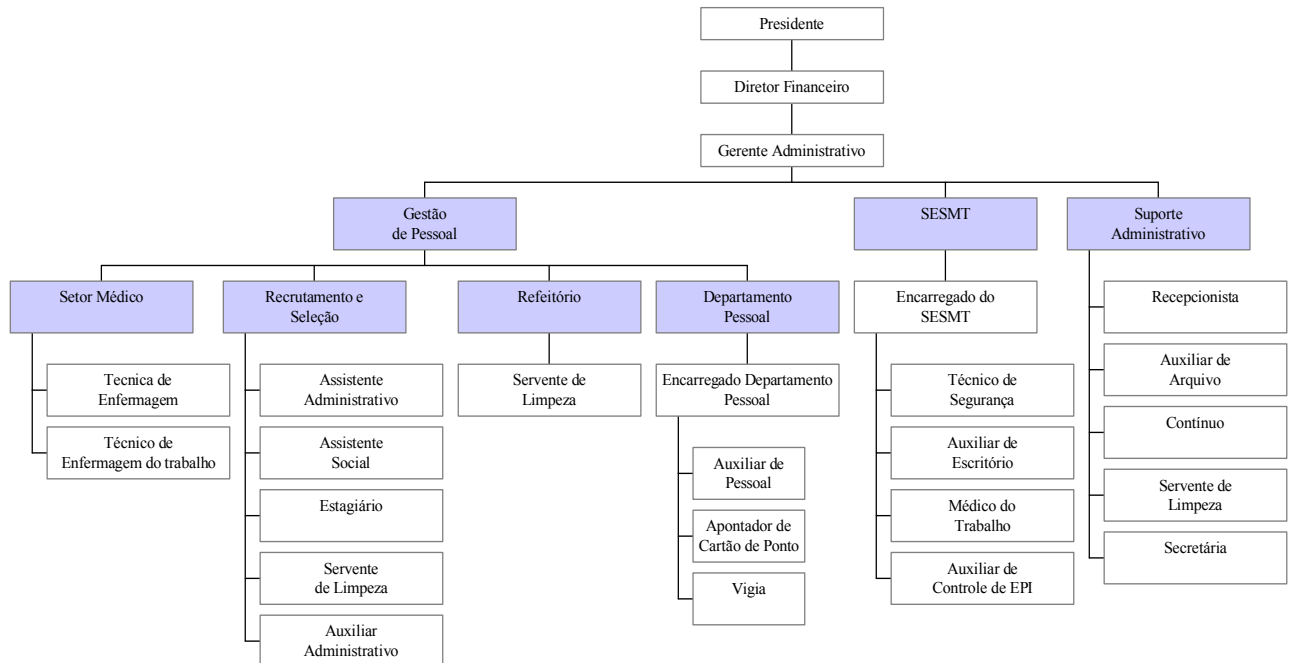 Presidente
Diretor Financeiro
Gerente Administrativo
Gestão
de Pessoal
SESMT
Suporte
Administrativo
Setor Médico
Recrutamento e
Seleção
Refeitório
Departamento
Pessoal
Encarregado do
SESMT
Recepcionista
Tecnica de
Enfermagem
Técnico de
Enfermagem do trabalho
Assistente
Administrativo
Assistente
Social
Estagiário
Servente
de Limpeza
Auxiliar
Administrativo
Servente de
Limpeza
Encarregado Departamento
Pessoal
Auxiliar de
Pessoal
Apontador de
Cartão de Ponto
Vigia
Técnico de
Segurança
Auxiliar de
Escritório
Médico do
Trabalho
Auxiliar de
Controle de EPI
Auxiliar de
Arquivo
Contínuo
Servente de
Limpeza
Secretária